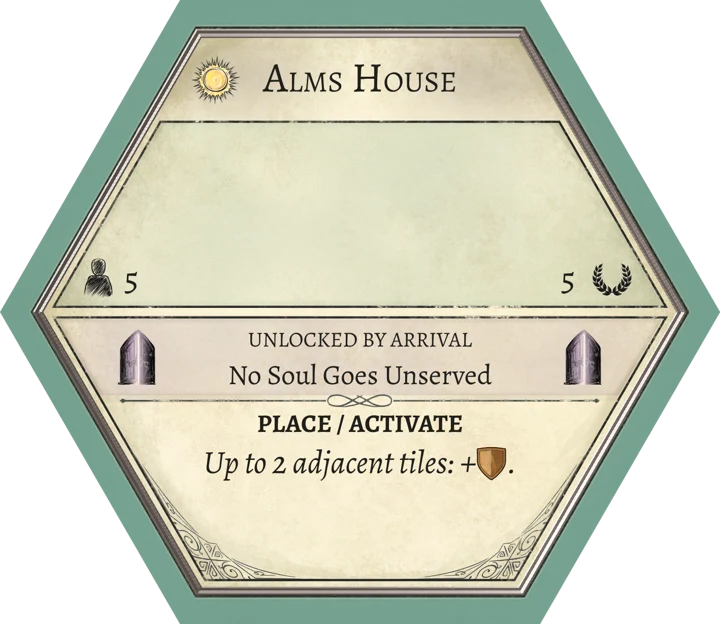 Alms House
5
5
UNLOCKED BY ARRIVAL
No Soul Goes Unserved
PLACE / ACTIVATE
Up to 2 adjacent tiles: + .